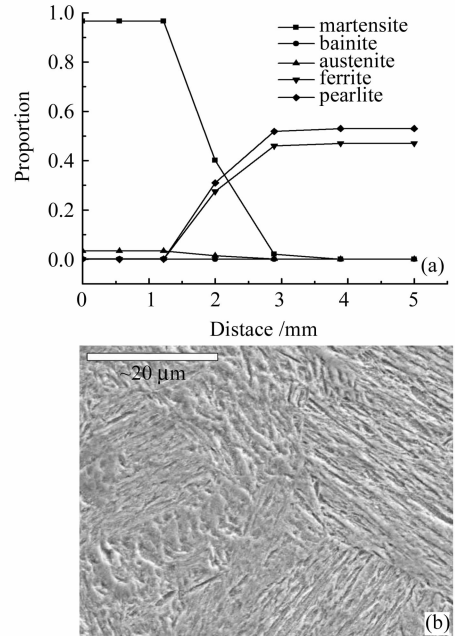 1.0
0.8
0.6
0.4
0.2
0.0
Proportion
martensite
bainite
austenite
ferrite
pearlite
(a)
0 1 2 3 4 5
Distace /mm
~20 μm
(b)